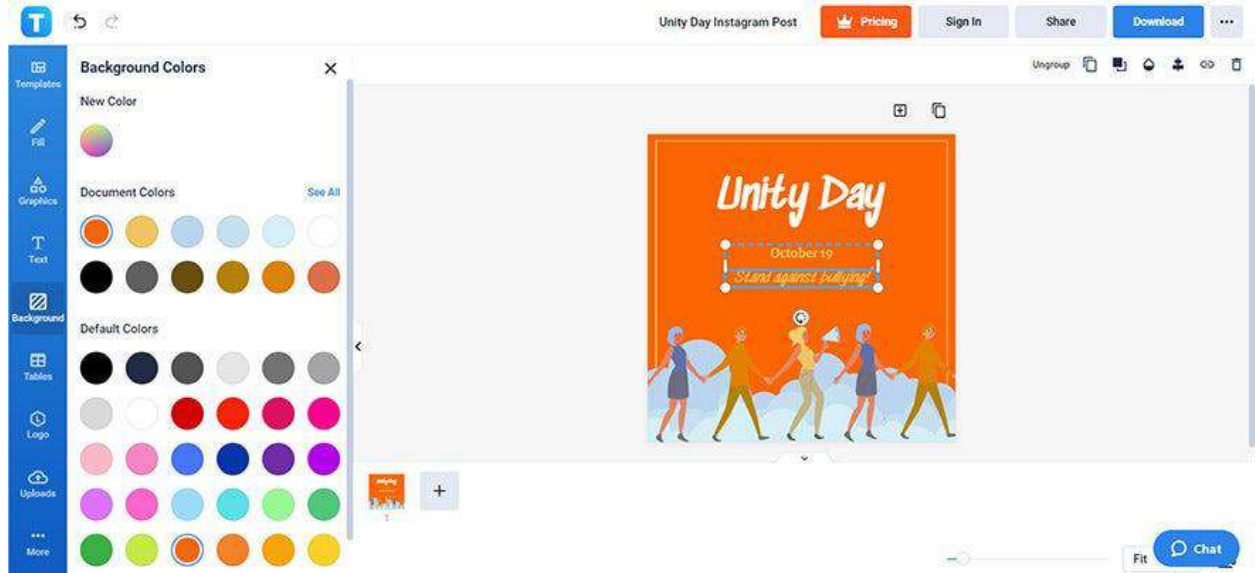 T
Unity Day Instagram Post
Pricing
Sign In
Share
Download
Templates
Fill
Graphics
T
Text
Background
Tables
L
Logo
Uploads
More
Background Colors
New Color
Document Colors
See All
Default Colors
Ungroup
Unity Day
October 19
Stand against bullying!
1
Fit
Chat